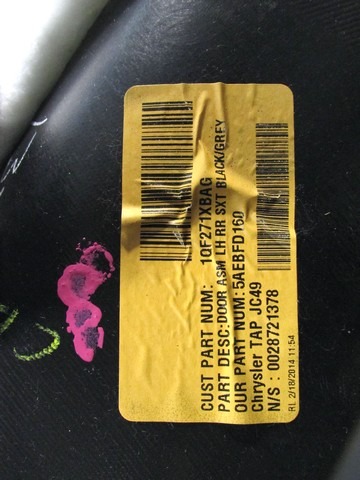 CUST PART NUM: 10F271XBAG
PART DESC:DOOR ASM LH RR SXT BLACK/GREY
OUR PART NUM:5AEBFD160
Chrysler TAP JC49
N/S : 0028721378
RL 2/18/2014 11:54